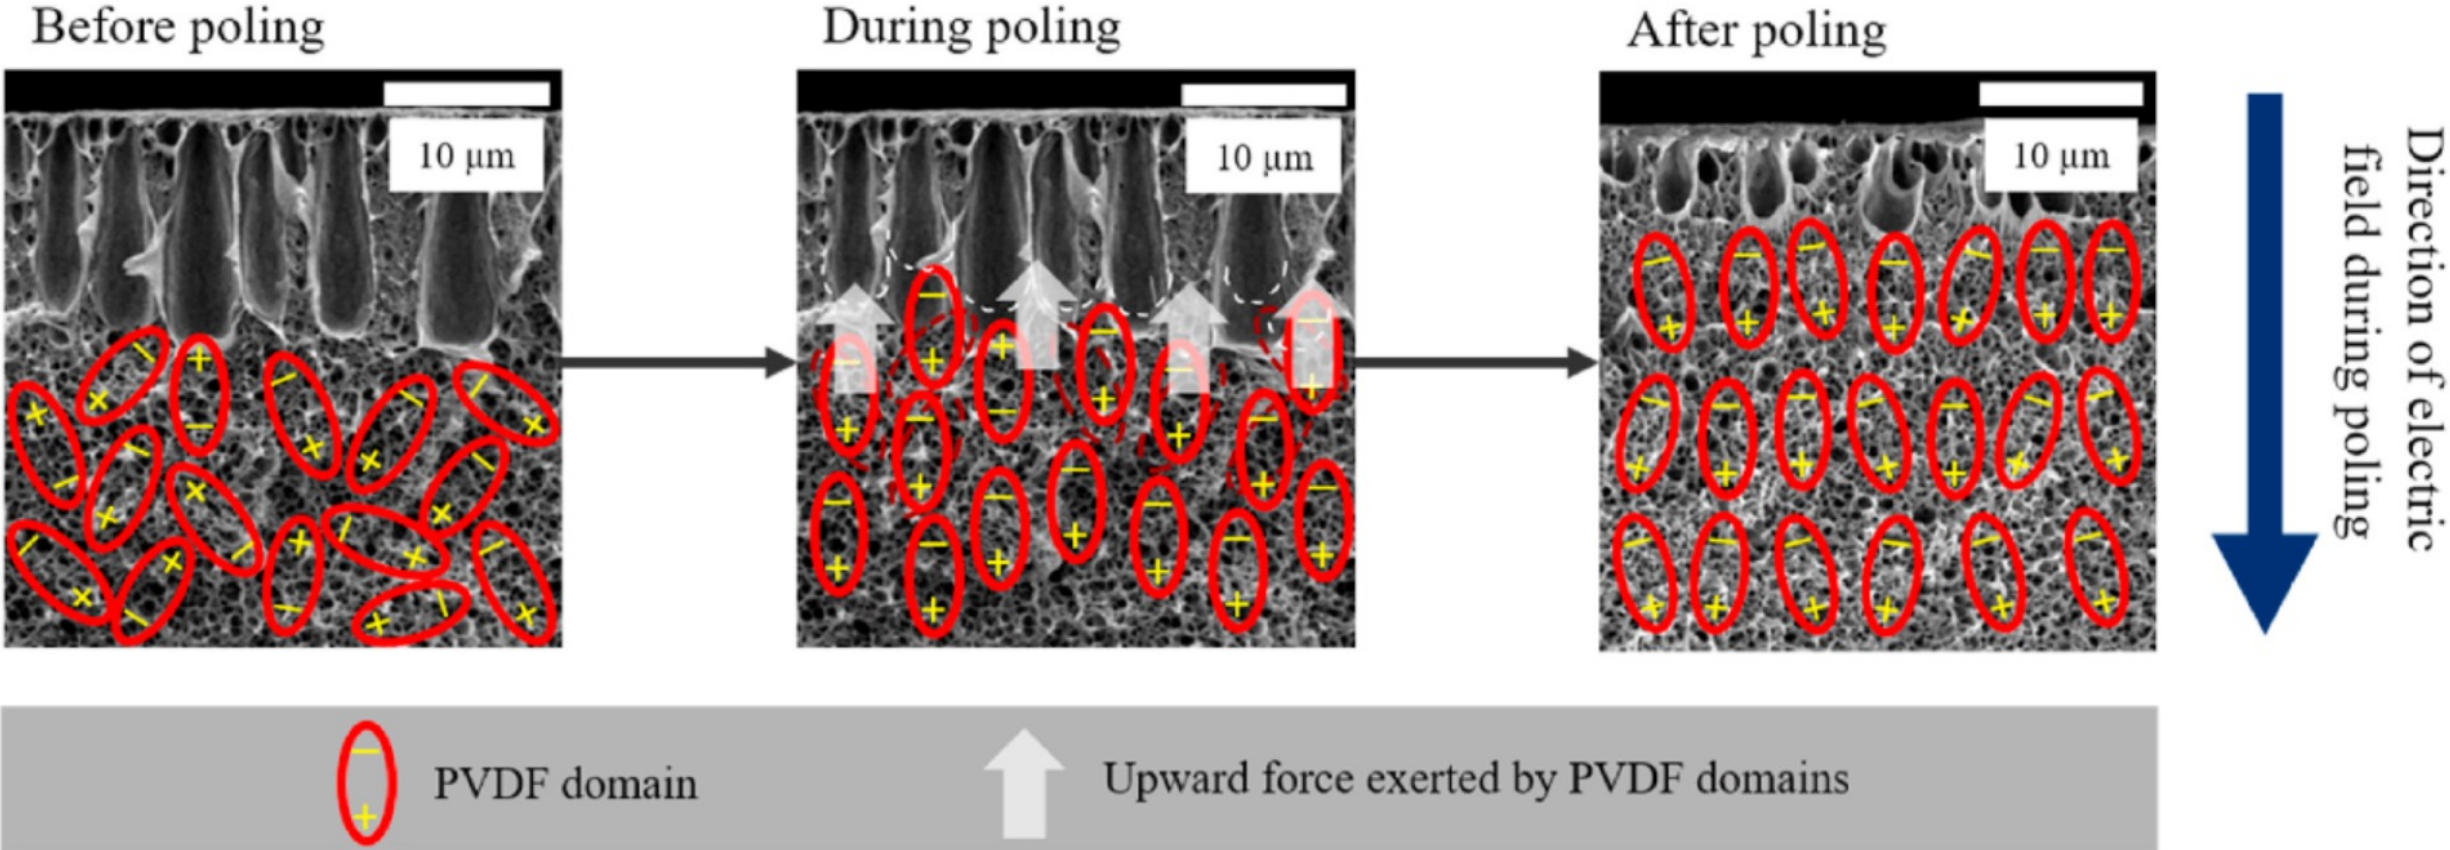 Before poling
During poling
After poling
10 µm
10 µm
10 µm
Direction of electric
field during poling
PVDF domain
Upward force exerted by PVDF domains